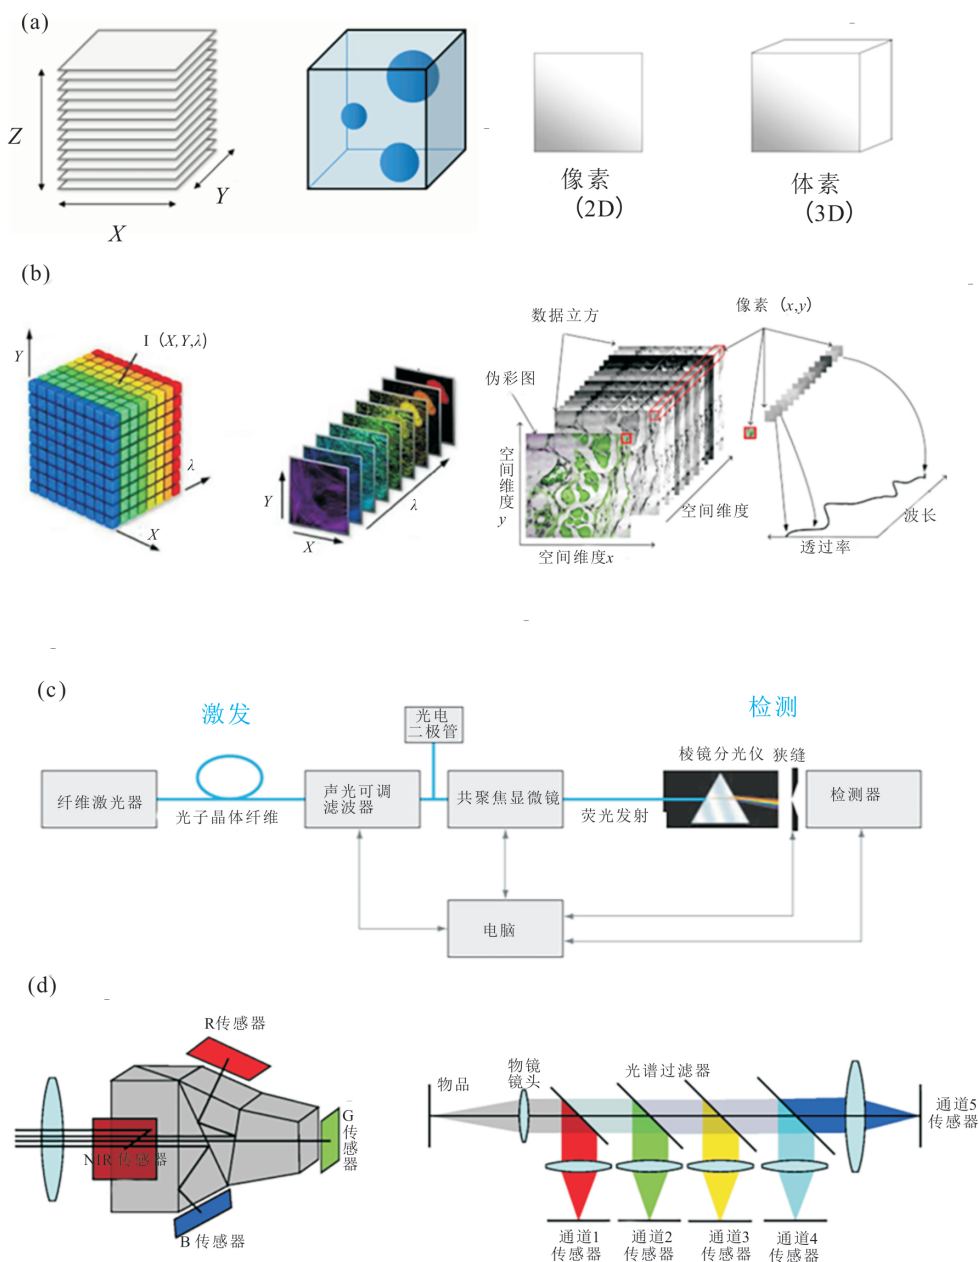 (a)
Z
Y
X
像素
(2D)
体素
(3D)
(b)
I (X,Y,λ)
Y
λ
X
Y
X
λ
数据立方
像素 (x,y)
伪彩图
空间维度
y
空间维度x
空间维度
透过率
波长
(c)
激发
检测
光电
二极管
纤维激光器
光子晶体纤维
声光可调
滤波器
共聚焦显微镜
荧光发射
棱镜分光仪
狭缝
检测器
电脑
(d)
R传感器
G
传感器
NIR 传感器
B 传感器
物品
物镜
镜头
光谱过滤器
通道5
传感器
通道1
传感器
通道2
传感器
通道3
传感器
通道4
传感器